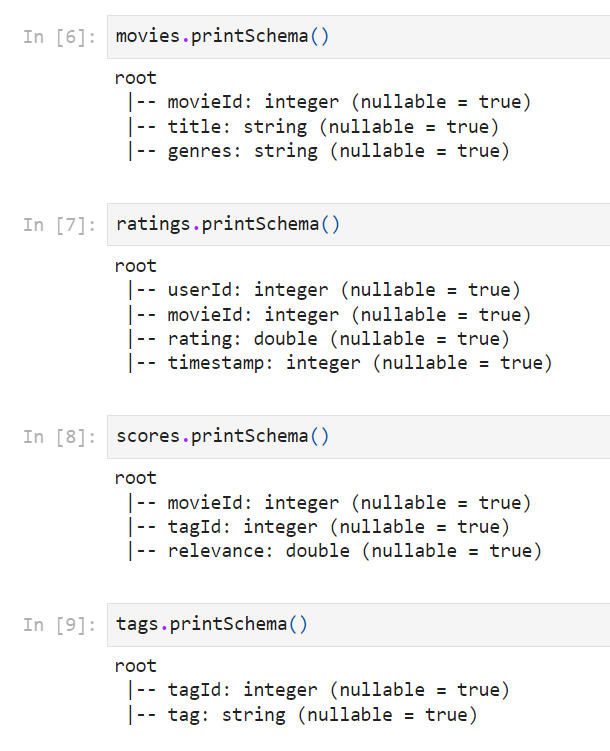 In [6]: movies.printSchema()
root
 |-- movieId: integer (nullable = true)
 |-- title: string (nullable = true)
 |-- genres: string (nullable = true)
In [7]: ratings.printSchema()
root
 |-- userId: integer (nullable = true)
 |-- movieId: integer (nullable = true)
 |-- rating: double (nullable = true)
 |-- timestamp: integer (nullable = true)
In [8]: scores.printSchema()
root
 |-- movieId: integer (nullable = true)
 |-- tagId: integer (nullable = true)
 |-- relevance: double (nullable = true)
In [9]: tags.printSchema()
root
 |-- tagId: integer (nullable = true)
 |-- tag: string (nullable = true)